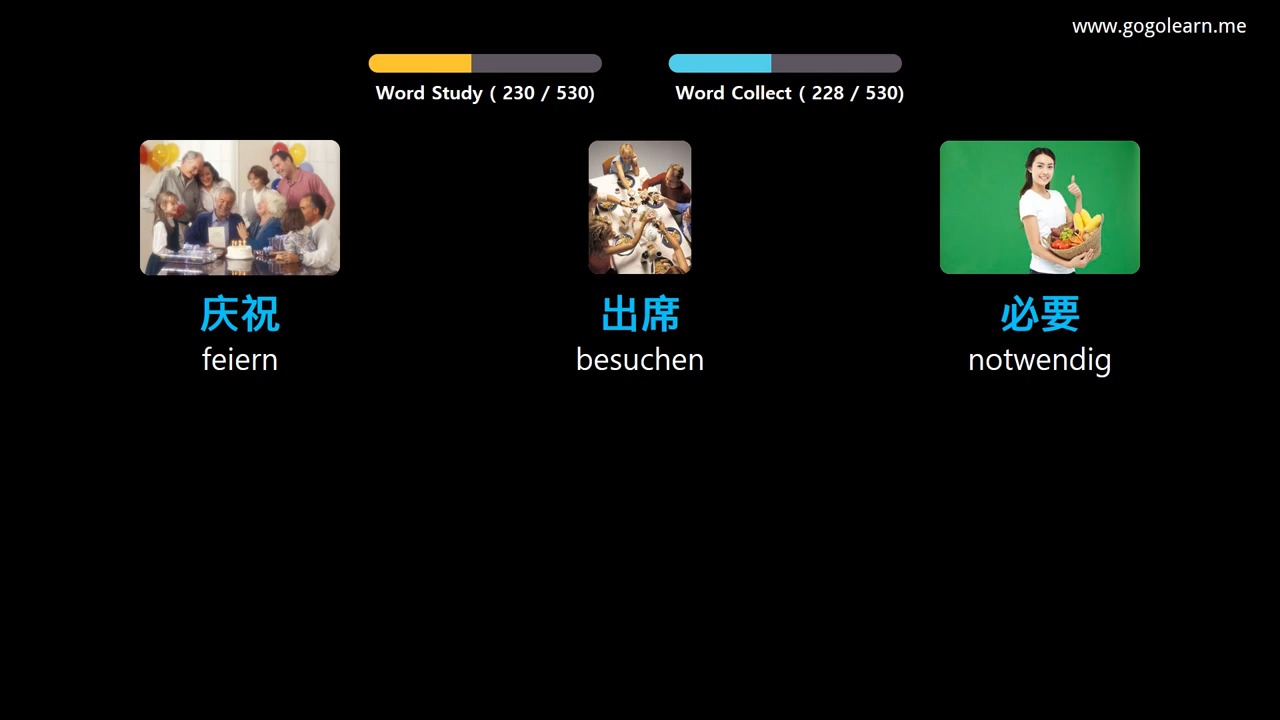 www.gogolearn.me
Word Study ( 230 / 530)
Word Collect ( 228 / 530)
庆祝
feiern
出席
besuchen
必要
notwendig